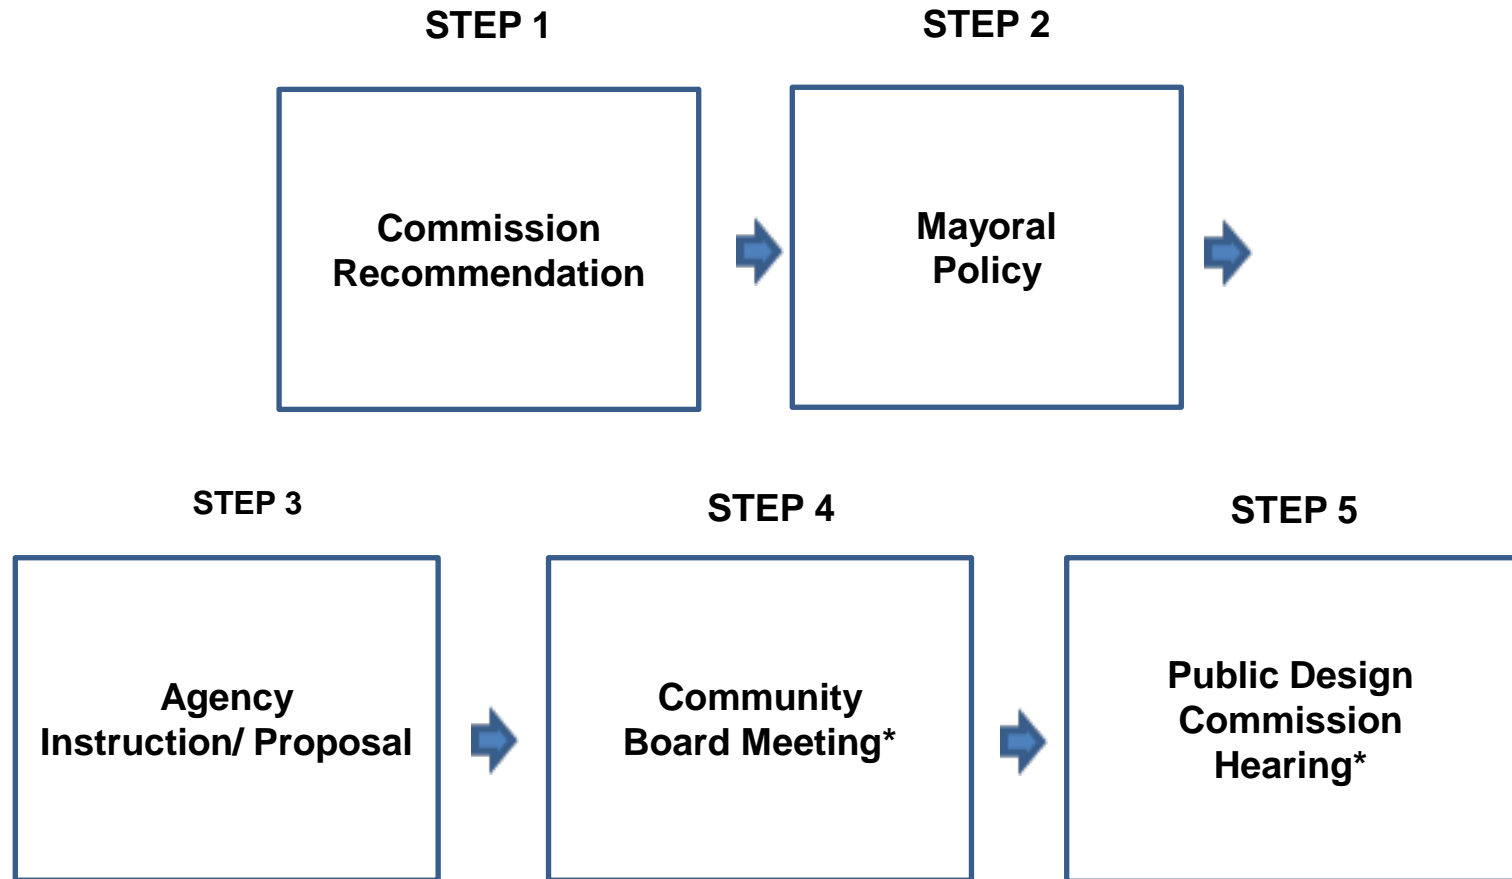 STEP 1
STEP 2
Commission
Recommendation
Mayoral
Policy
STEP 3
STEP 4
STEP 5
Agency
Instruction/ Proposal
Community
Board Meeting*
Public Design
Commission
Hearing*